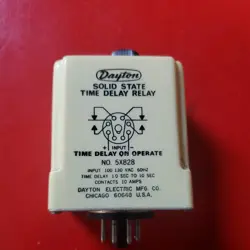 Dayton
SOLID STATE
TIME DELAY RELAY
+ INPUT -
TIME DELAY ON OPERATE
NO. 5X828
INPUT 100 130 VAC 60HZ
TIME DELAY 1.0 SEC TO 10 SEC
CONTACTS 10 AMPS
DAYTON ELECTRIC MFG. CO.
CHICAGO 60648 U.S.A.